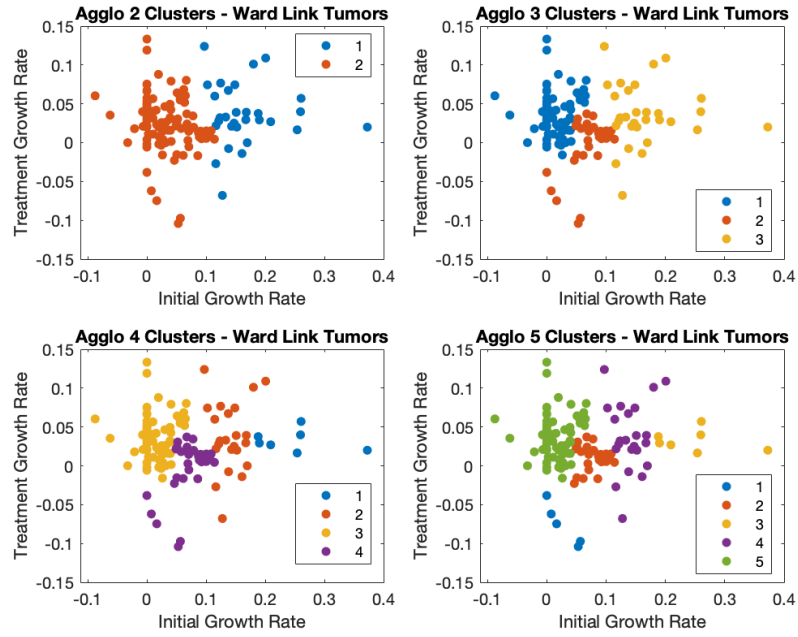 Agglo 2 Clusters - Ward Link Tumors
0.15
0.1
0.05
0
-0.05
-0.1
-0.15
Treatment Growth Rate
-0.1 0 0.1 0.2 0.3 0.4
Initial Growth Rate
1
2
Agglo 3 Clusters - Ward Link Tumors
0.15
0.1
0.05
0
-0.05
-0.1
-0.15
Treatment Growth Rate
-0.1 0 0.1 0.2 0.3 0.4
Initial Growth Rate
1
2
3
Agglo 4 Clusters - Ward Link Tumors
0.15
0.1
0.05
0
-0.05
-0.1
-0.15
Treatment Growth Rate
-0.1 0 0.1 0.2 0.3 0.4
Initial Growth Rate
1
2
3
4
Agglo 5 Clusters - Ward Link Tumors
0.15
0.1
0.05
0
-0.05
-0.1
-0.15
Treatment Growth Rate
-0.1 0 0.1 0.2 0.3 0.4
Initial Growth Rate
1
2
3
4
5